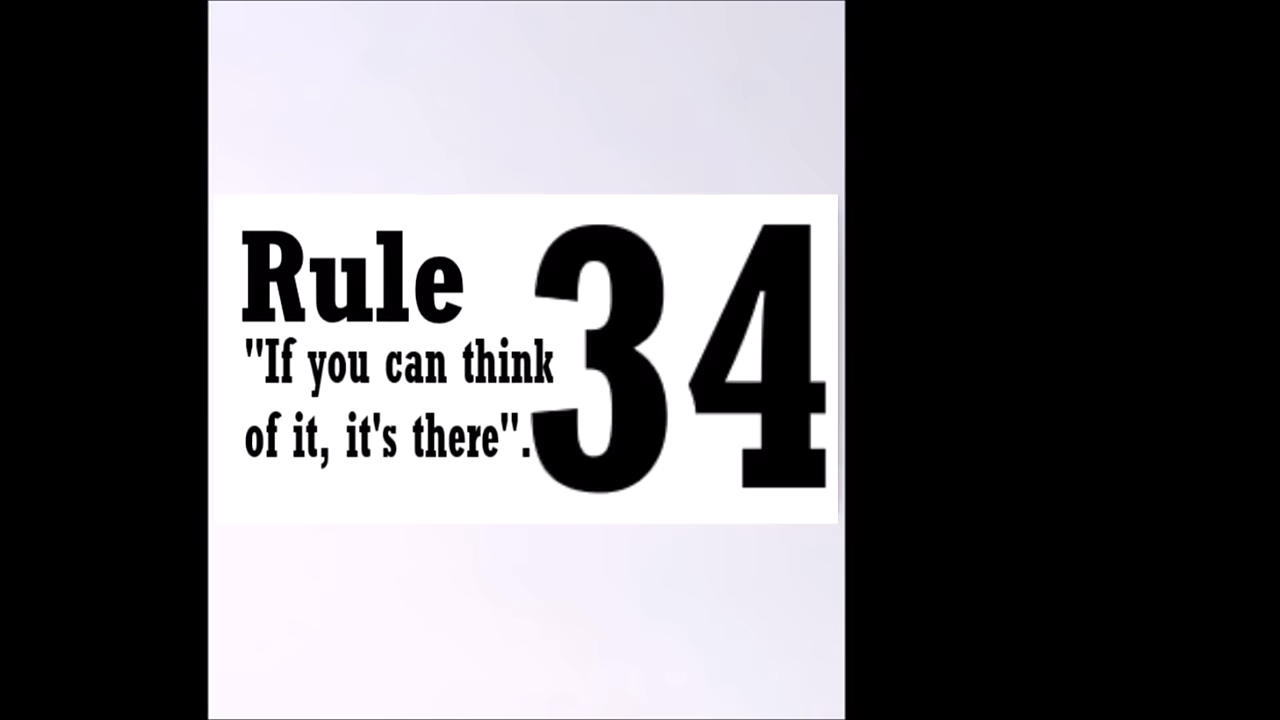 Rule 34
"If you can think
of it, it's there".